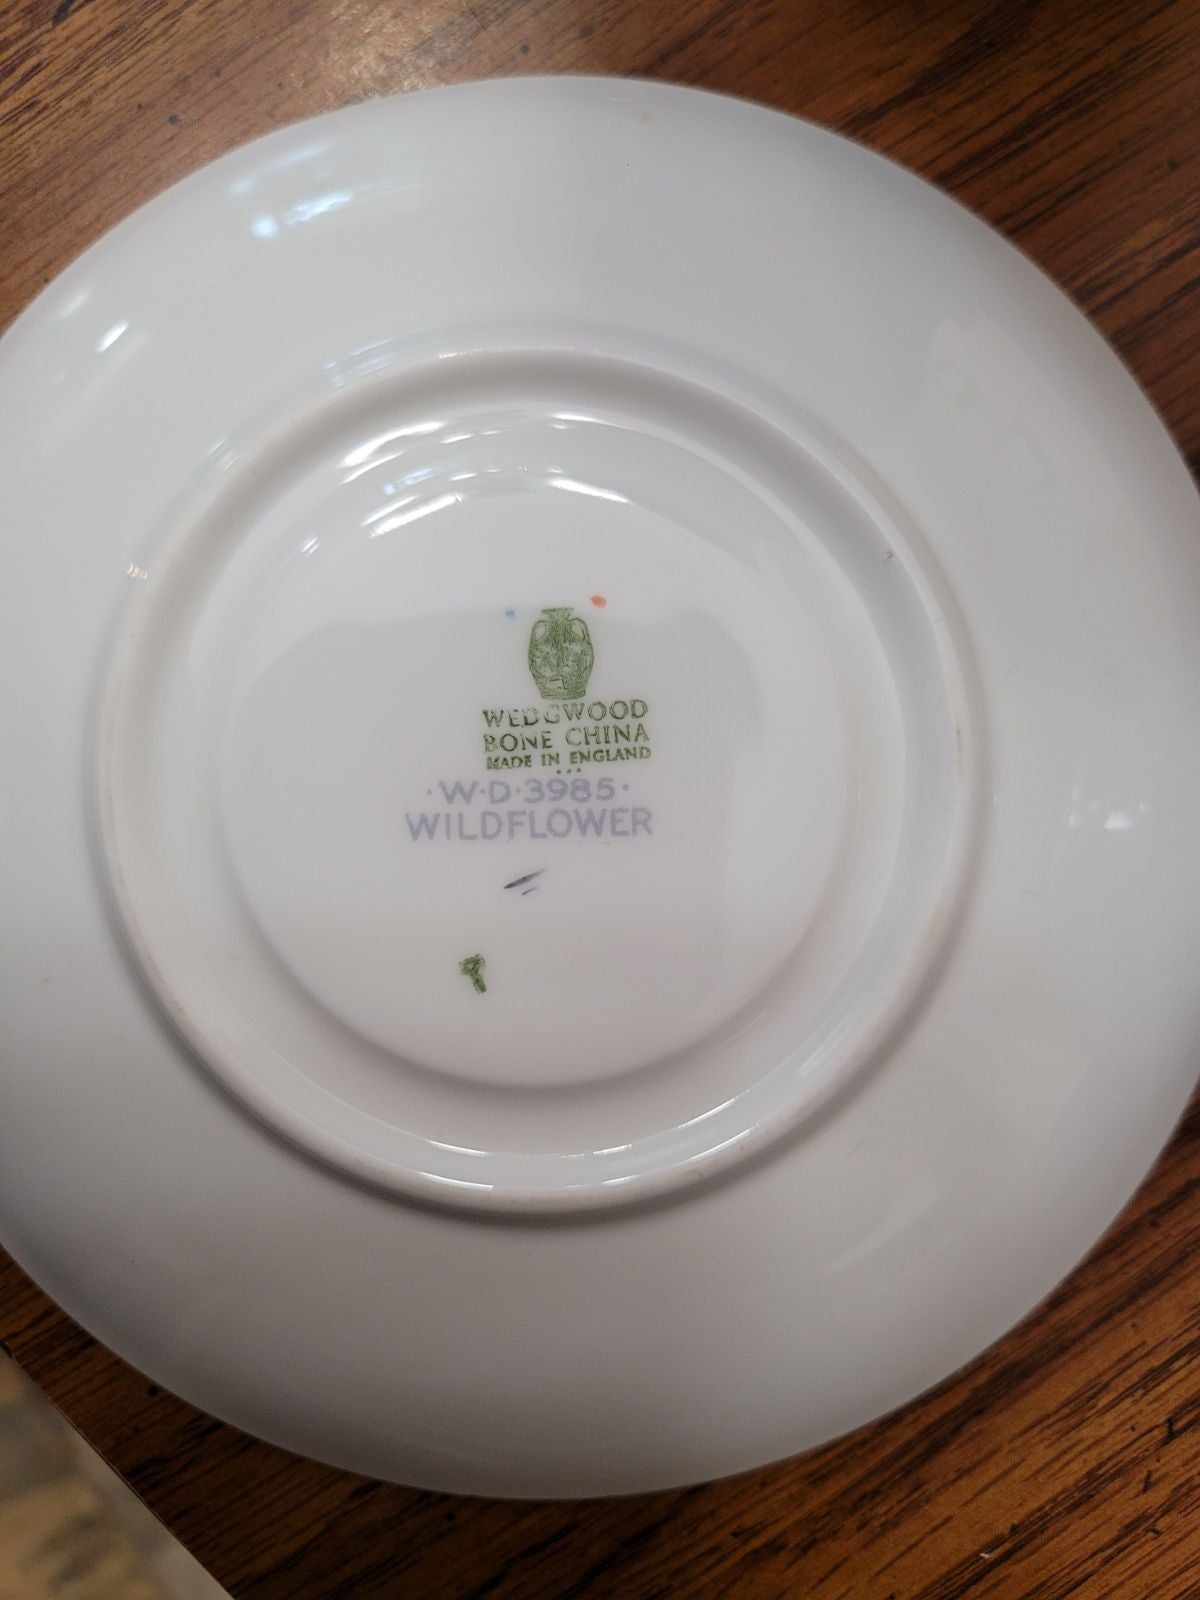 WEDGWOOD
BONE CHINA
MADE IN ENGLAND
·W·D·3985·
WILDFLOWER